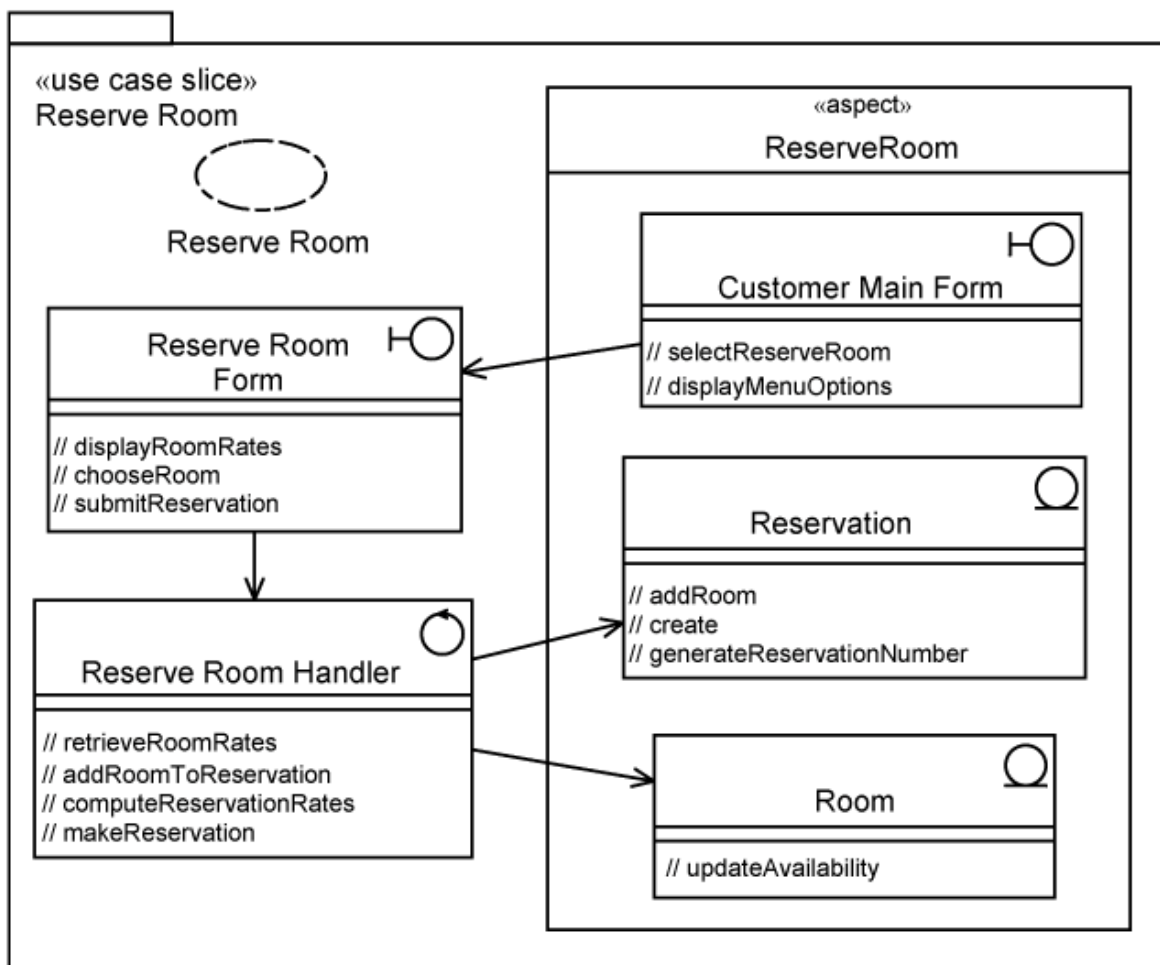 «use case slice»
Reserve Room
Reserve Room
«aspect»
ReserveRoom
Customer Main Form
// selectReserveRoom
// displayMenuOptions
Reserve Room
Form
// displayRoomRates
// chooseRoom
// submitReservation
Reservation
// addRoom
// create
// generateReservationNumber
Reserve Room Handler
// retrieveRoomRates
// addRoomToReservation
// computeReservationRates
// makeReservation
Room
// updateAvailability